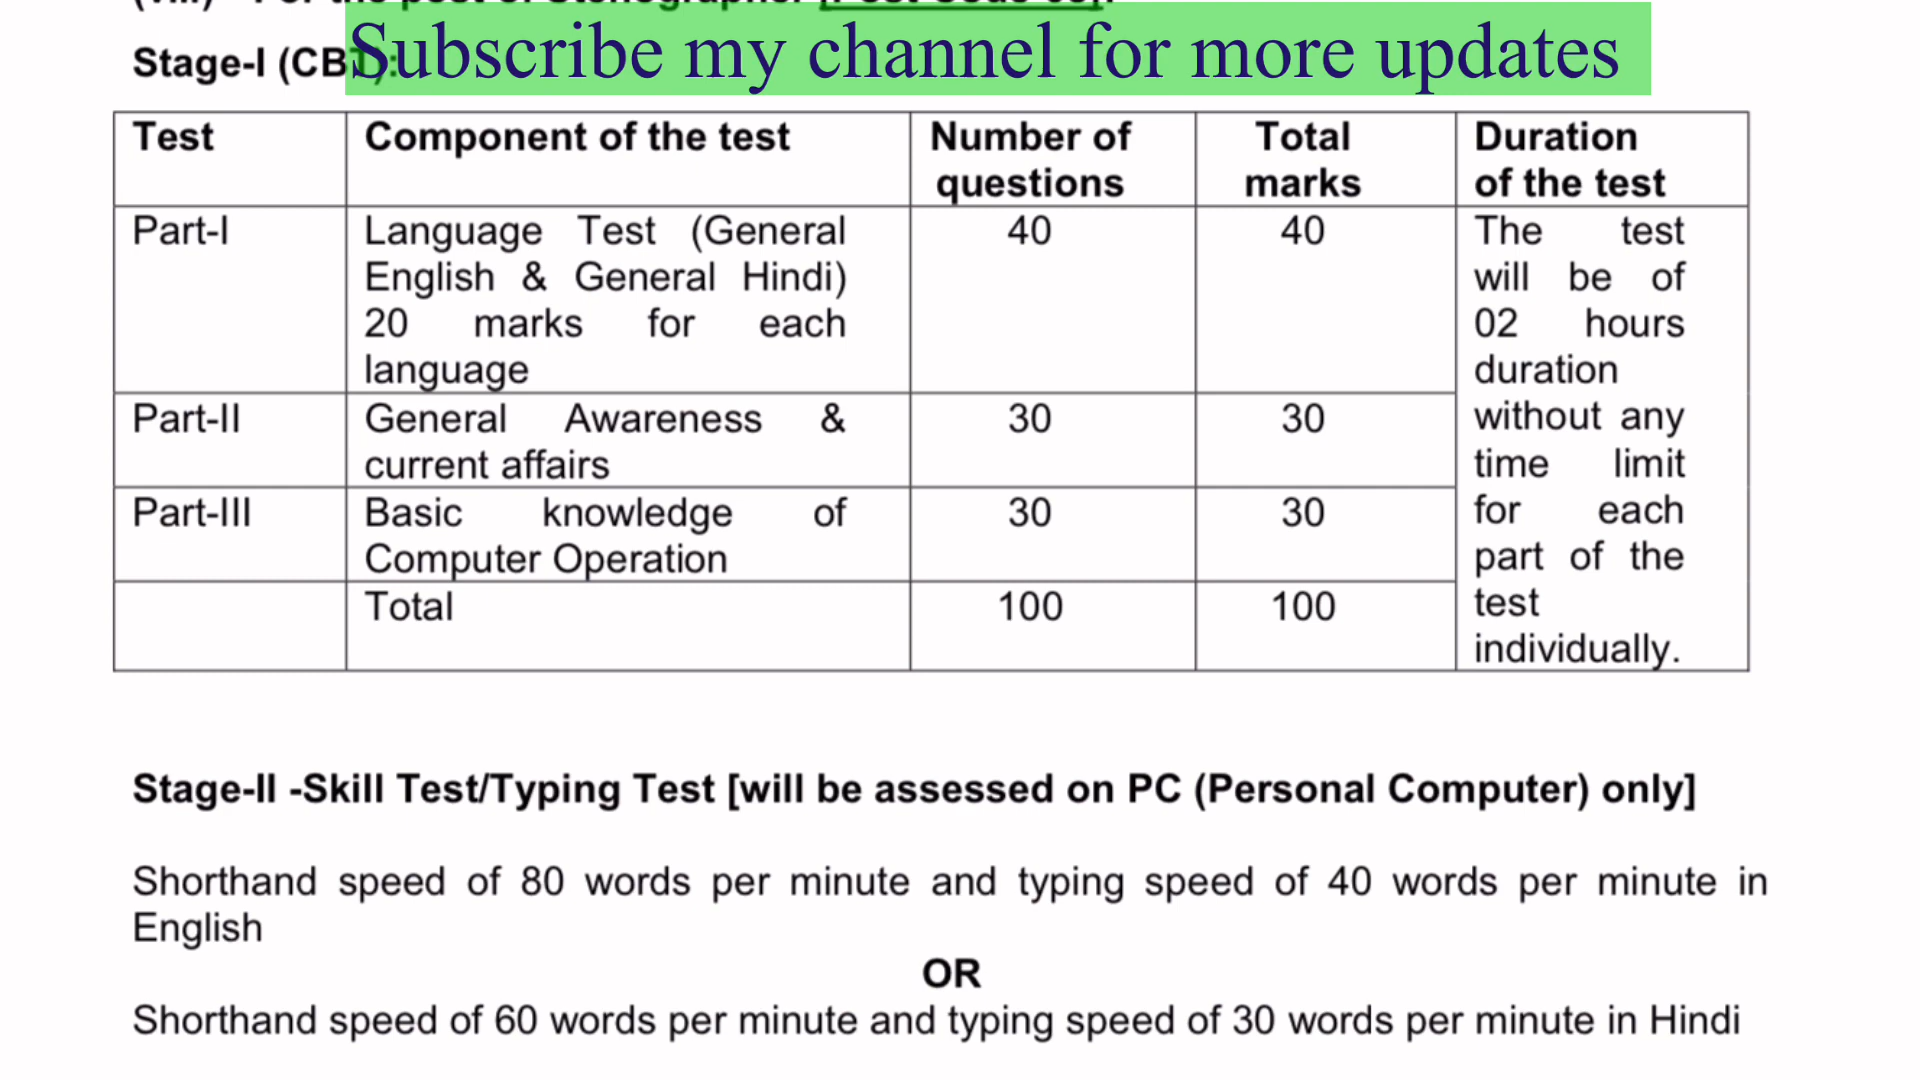 Subscribe my channel for more updates
Stage-I (CBT):
Test Component of the test Number of questions Total marks Duration of the test
Part-I Language Test (General English & General Hindi) 20 marks for each language 40 40
Part-II General Awareness & current affairs 30 30
Part-III Basic knowledge of Computer Operation 30 30
Total 100 100
The test will be of 02 hours duration without any time limit for each part of the test individually.
Stage-II -Skill Test/Typing Test [will be assessed on PC (Personal Computer) only]
Shorthand speed of 80 words per minute and typing speed of 40 words per minute in
English
OR
Shorthand speed of 60 words per minute and typing speed of 30 words per minute in Hindi